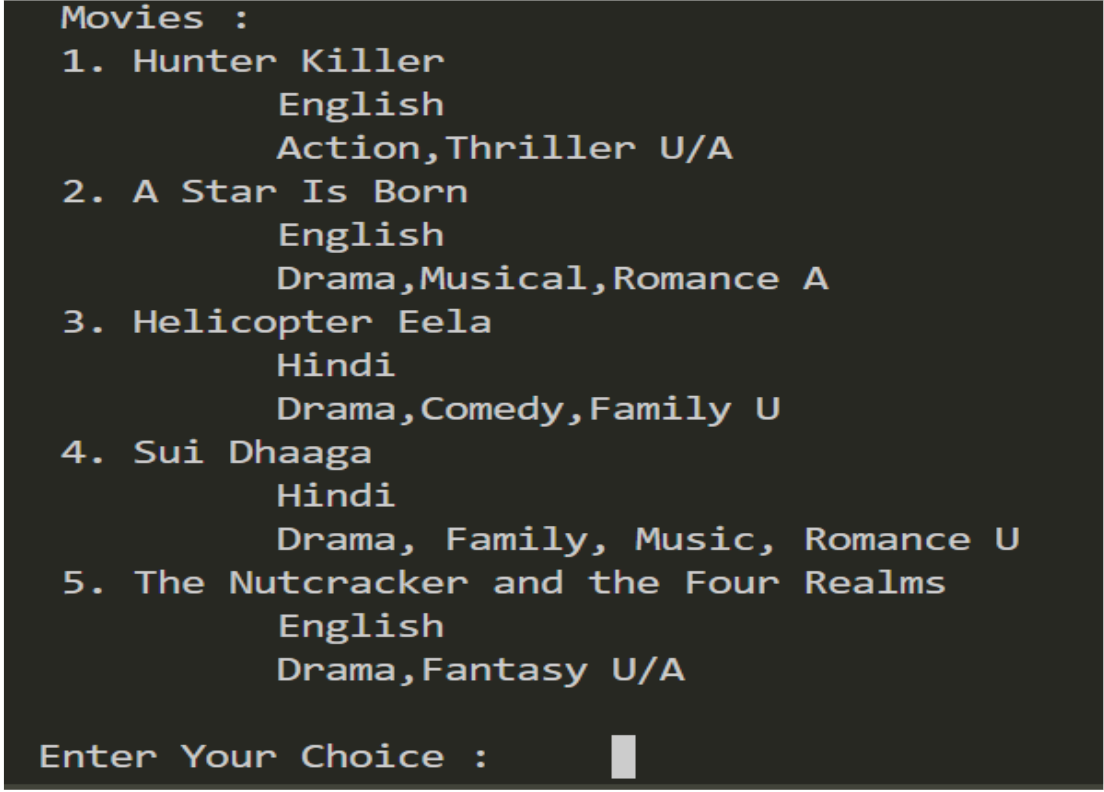 Movies :
1. Hunter Killer
English
Action,Thriller U/A
2. A Star Is Born
English
Drama,Musical,Romance A
3. Helicopter Eela
Hindi
Drama,Comedy,Family U
4. Sui Dhaaga
Hindi
Drama, Family, Music, Romance U
5. The Nutcracker and the Four Realms
English
Drama,Fantasy U/A
Enter Your Choice :